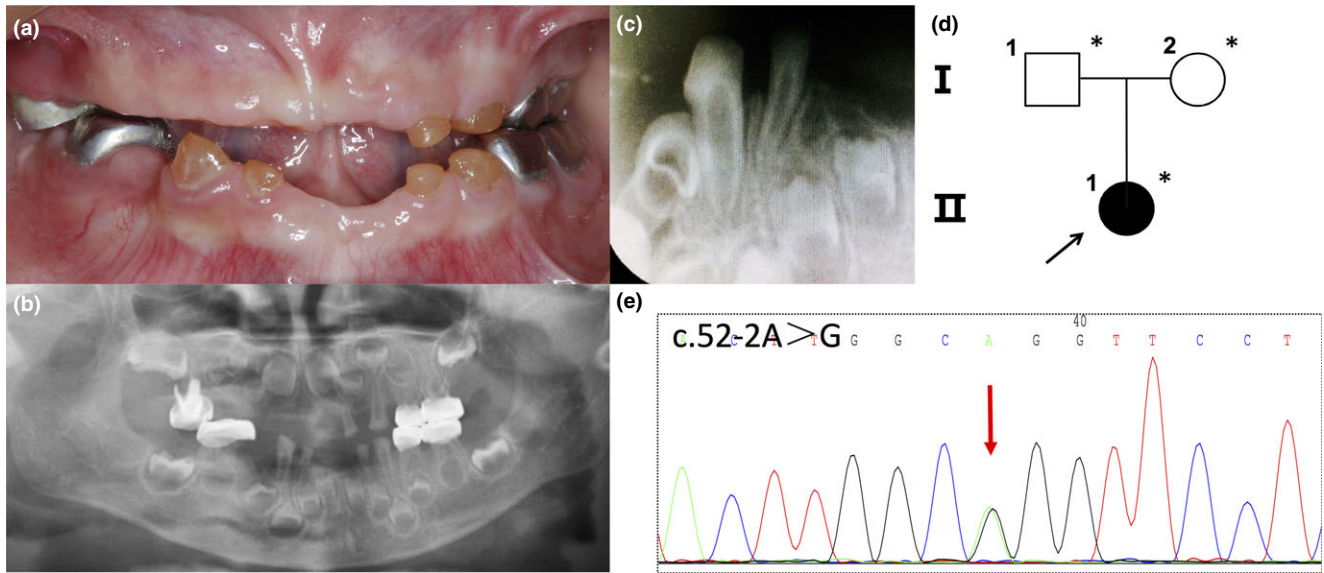 (a)
(c)
(d)
1 * 2 *
I
1 *
II
(b)
(e)
c.52-2A>G
40
A C T T G G C A G G T T C C T